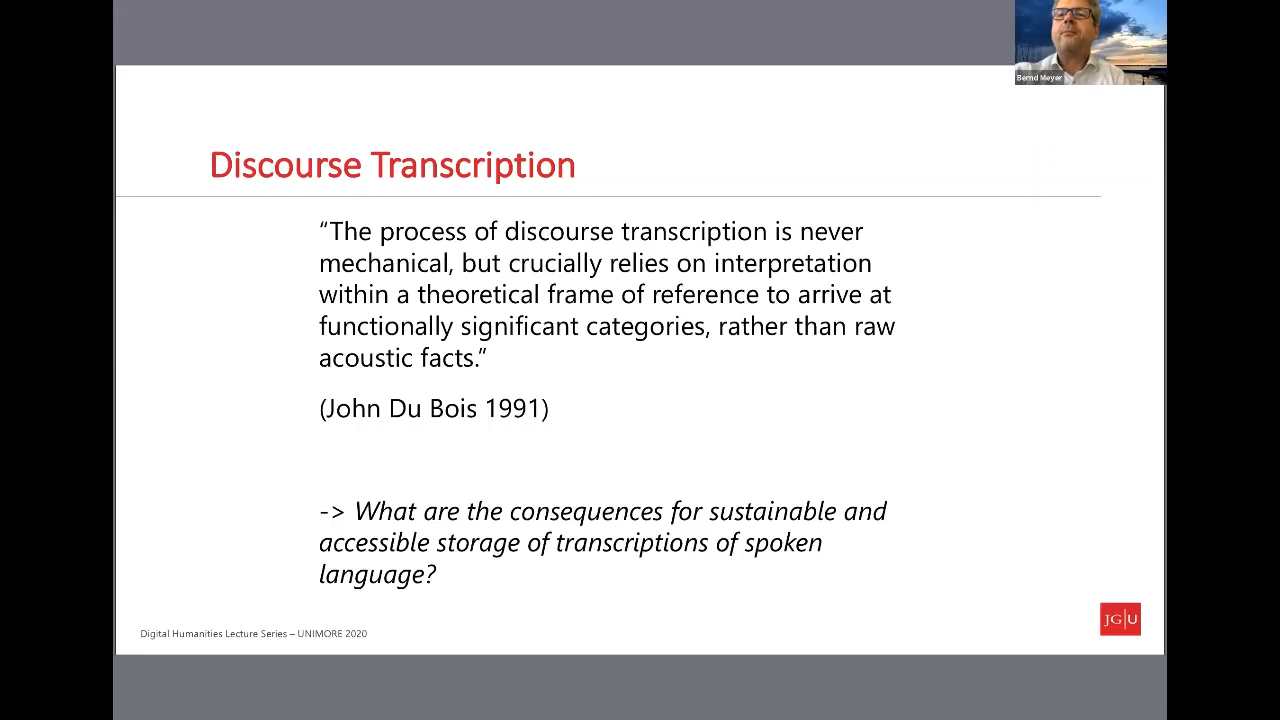 Bernd Meyer
Discourse Transcription
“The process of discourse transcription is never
mechanical, but crucially relies on interpretation
within a theoretical frame of reference to arrive at
functionally significant categories, rather than raw
acoustic facts.”
(John Du Bois 1991)
-> What are the consequences for sustainable and
accessible storage of transcriptions of spoken
language?
Digital Humanities Lecture Series – UNIMORE 2020
JG|U